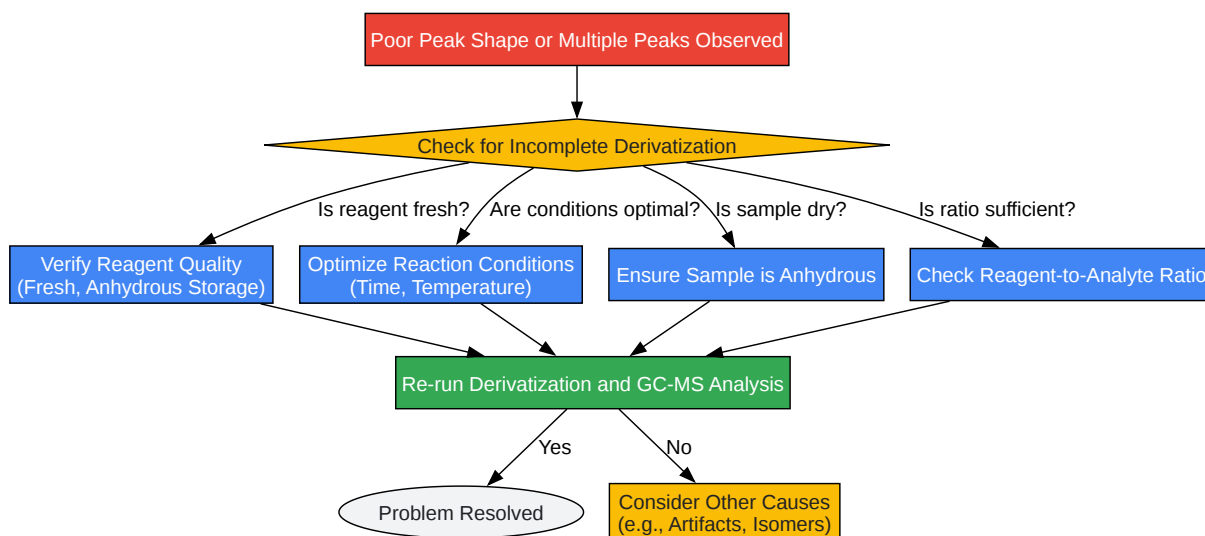 Poor Peak Shape or Multiple Peaks Observed
Check for Incomplete Derivatization
Is reagent fresh?
Are conditions optimal?
Is sample dry?
Is ratio sufficient?
Verify Reagent Quality
(Fresh, Anhydrous Storage)
Optimize Reaction Conditions
(Time, Temperature)
Ensure Sample is Anhydrous
Check Reagent-to-Analyte Ratio
Re-run Derivatization and GC-MS Analysis
Yes
No
Problem Resolved
Consider Other Causes
(e.g., Artifacts, Isomers)